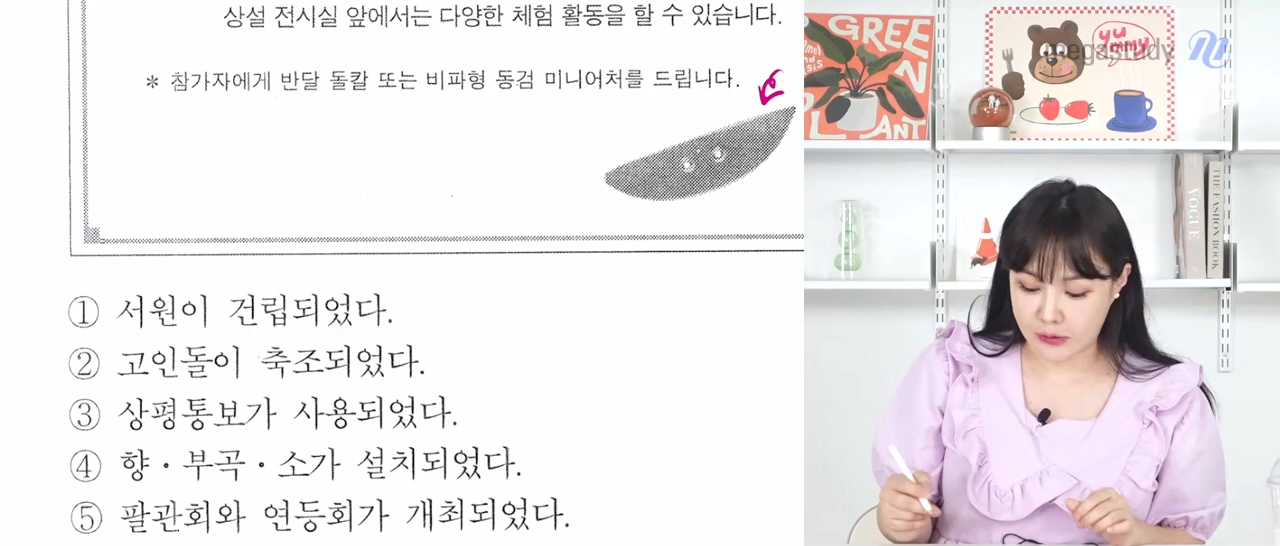 상설 전시실 앞에서는 다양한 체험 활동을 할 수 있습니다.
* 참가자에게 반달 돌칼 또는 비파형 동검 미니어처를 드립니다.
① 서원이 건립되었다.
② 고인돌이 축조되었다.
③ 상평통보가 사용되었다.
④ 향·부곡·소가 설치되었다.
⑤ 팔관회와 연등회가 개최되었다.
GREE
N
PL ANT
yummy
megastudy
VOGUE
THE FASHION BOOK